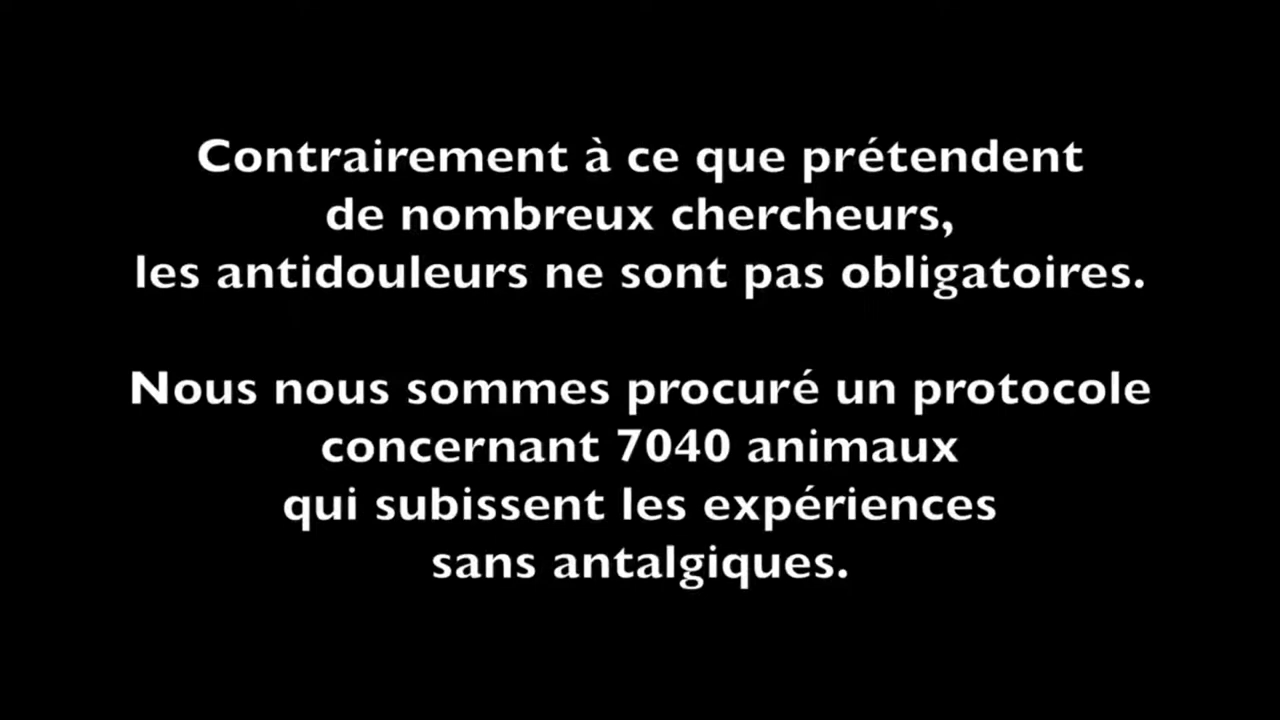 Contrairement à ce que prétendent
de nombreux chercheurs,
les antidouleurs ne sont pas obligatoires.
Nous nous sommes procuré un protocole
concernant 7040 animaux
qui subissent les expériences
sans antalgiques.